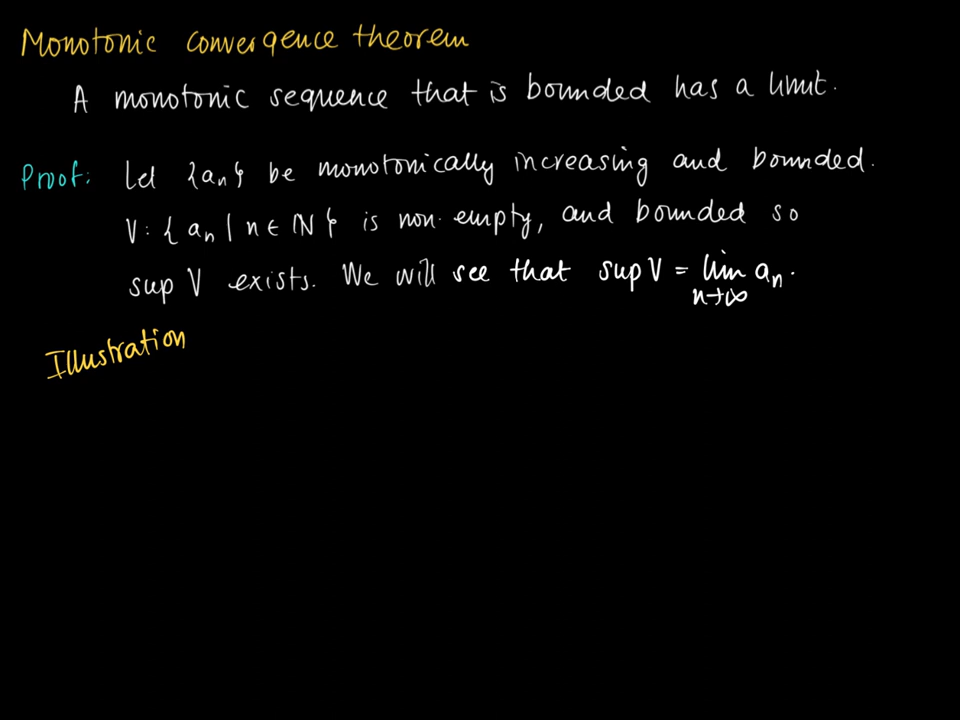 Monotonic convergence theorem
A monotonic sequence that is bounded has a limit.
Proof: Let {an} be monotonically increasing and bounded.
V: { an | n ∈ ℕ } is non-empty, and bounded so
sup V exists. We will see that sup V = lim an.
n→∞
Illustration